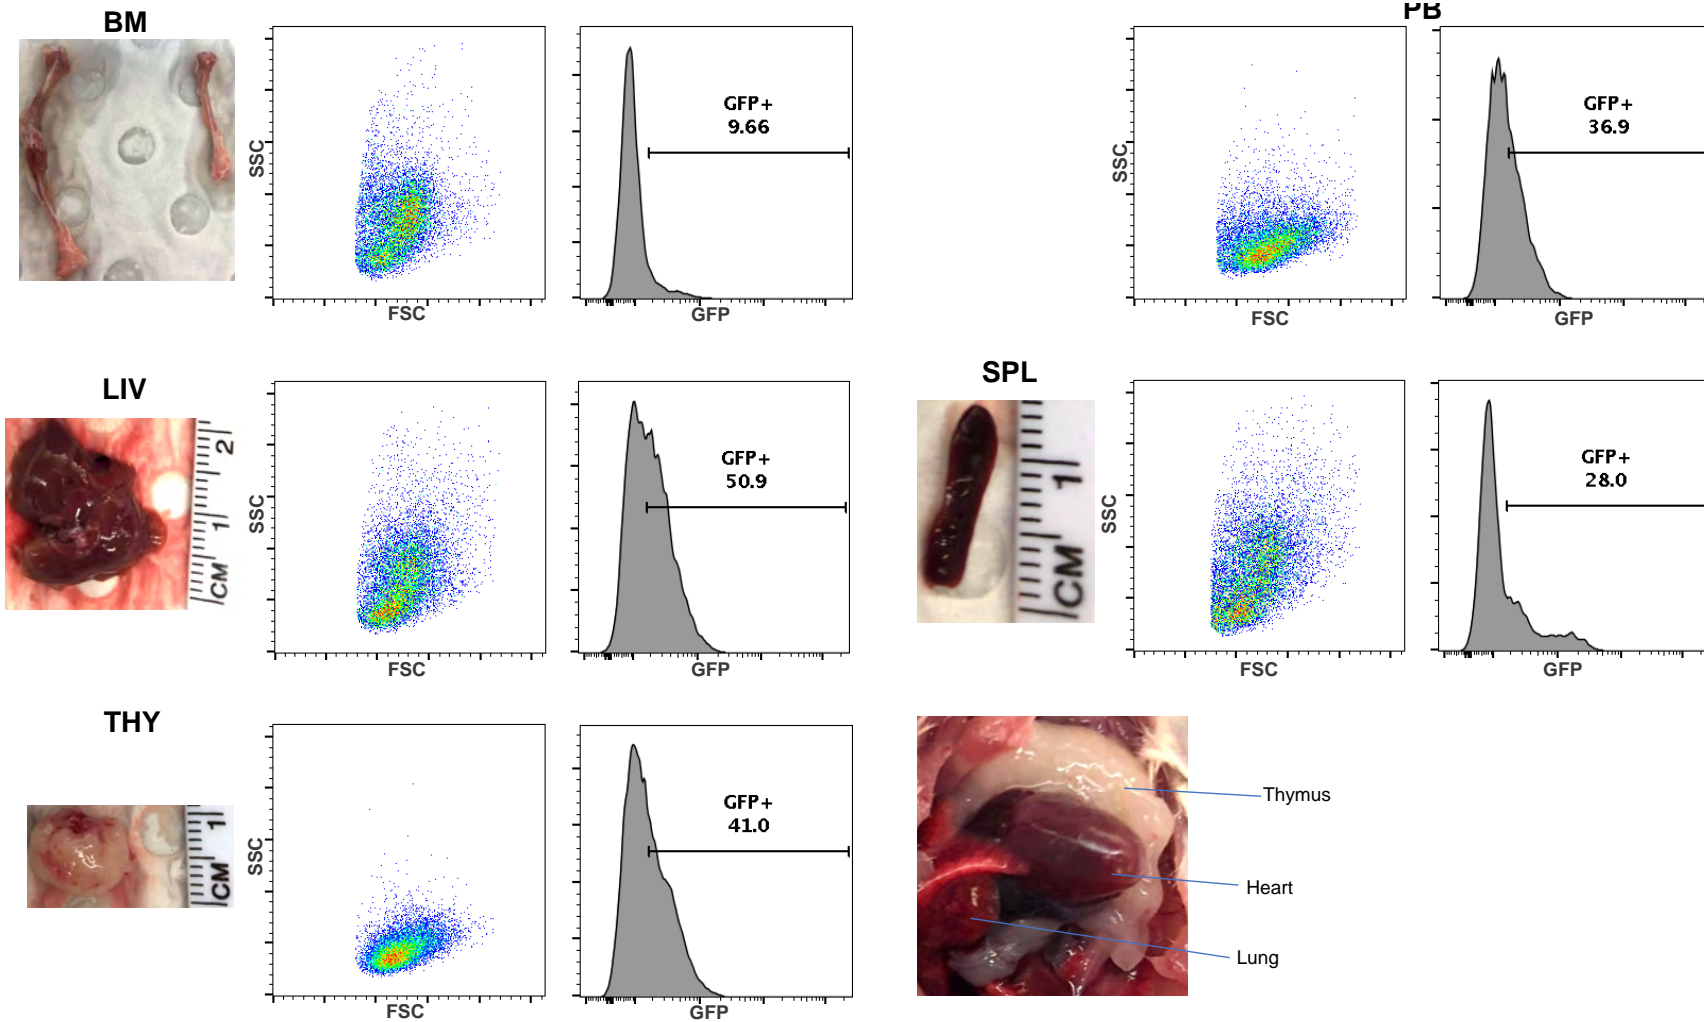 BM
PB
SSC
GFP+
9.66
FSC
GFP
SSC
GFP+
36.9
FSC
GFP
LIV
2
1
CM
SSC
GFP+
50.9
FSC
GFP
SPL
1
CM
SSC
GFP+
28.0
FSC
GFP
THY
1
CM
SSC
GFP+
41.0
FSC
GFP
Thymus
Heart
Lung